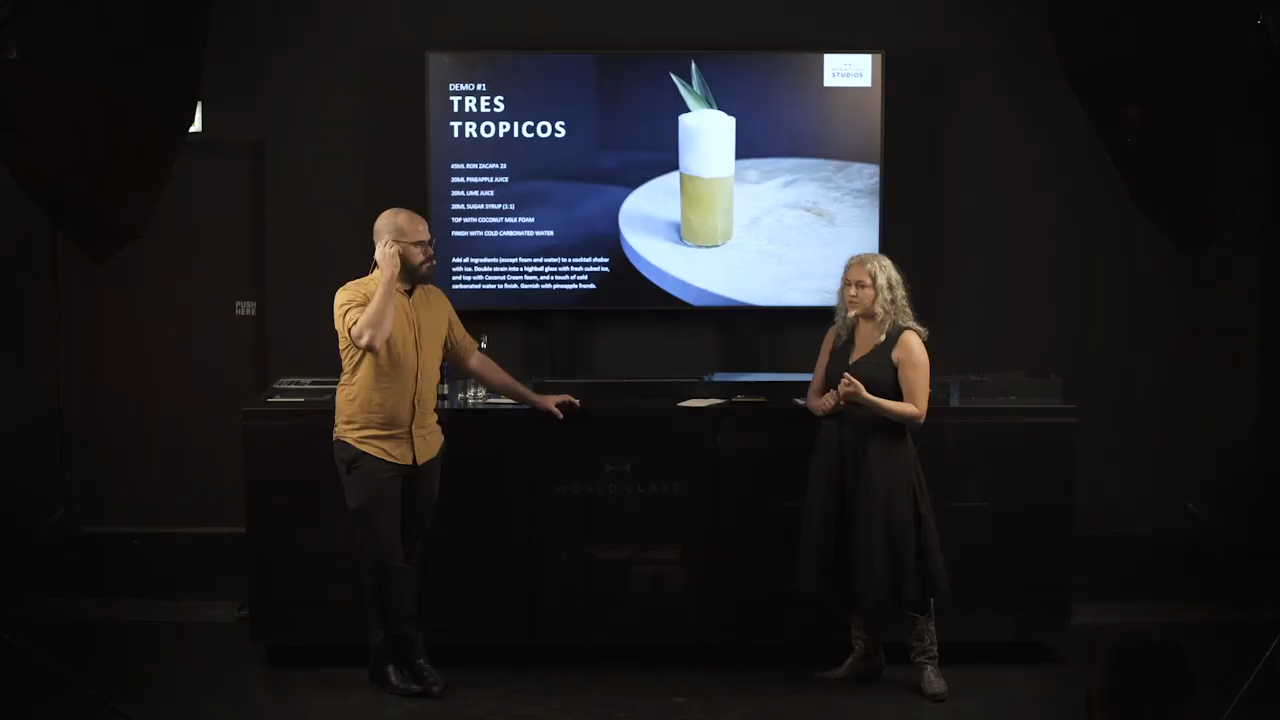 WORLD CLASS
STUDIOS
DEMO #1
TRES
TROPICOS
45ML RON ZACAPA 23
20ML PINEAPPLE JUICE
20ML LIME JUICE
20ML SUGAR SYRUP (1:1)
TOP WITH COCONUT MILK FOAM
FINISH WITH COLD CARBONATED WATER
Add all ingredients (except foam and water) to a cocktail shaker
with ice. Double strain into a highball glass with fresh cubed ice,
and top with Coconut Cream foam, and a touch of cold
carbonated water to finish. Garnish with pineapple fronds.
PUSH
HERE
WORLD CLASS